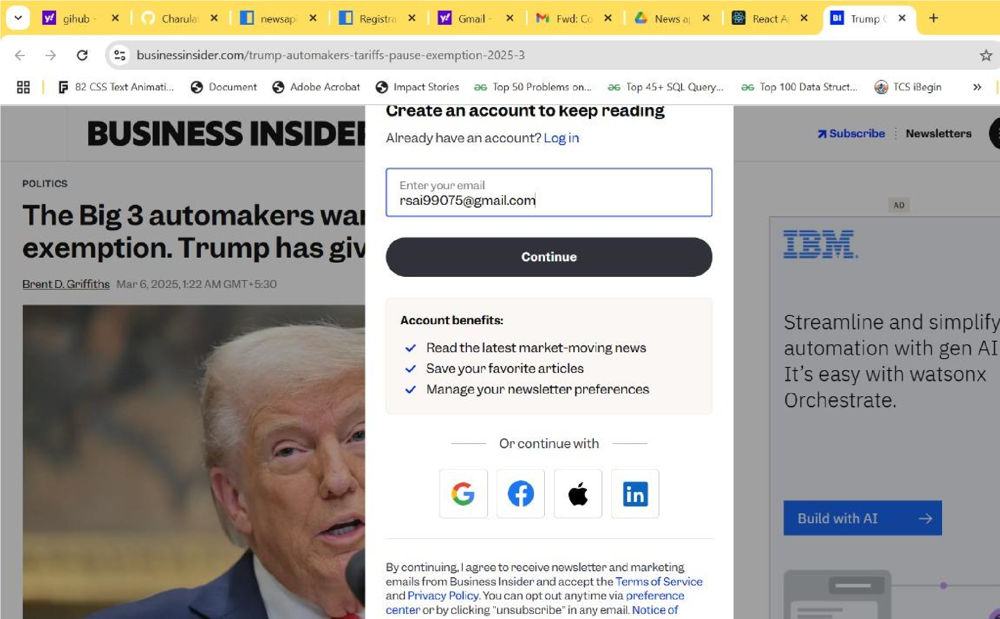 gihub -
Charula
newsapi
Registra
Gmail -
Fwd: Co
News a
React A
BI
Trump
businessinsider.com/trump-automakers-tariffs-pause-exemption-2025-3
82 CSS Text Animati...
Document
Adobe Acrobat
Impact Stories
Top 50 Problems on...
Top 45+ SQL Query...
Top 100 Data Struct...
TCS iBegin
BUSINESS INSIDE
Subscribe
Newsletters
POLITICS
The Big 3 automakers wa
exemption. Trump has giv
Brent D. Griffiths Mar 6, 2025, 1:22 AM GMT+5:30
Create an account to keep reading
Already have an account? Log in
Enter your email
rsai99075@gmail.com
Continue
Account benefits:
Read the latest market-moving news
Save your favorite articles
Manage your newsletter preferences
Or continue with
in
By continuing, I agree to receive newsletter and marketing
emails from Business Insider and accept the Terms of Service
and Privacy Policy. You can opt out anytime via preference
center or by clicking "unsubscribe" in any email. Notice of
AD
IBM
Streamline and simplify
automation with gen AI
It's easy with watsonx
Orchestrate.
Build with AI